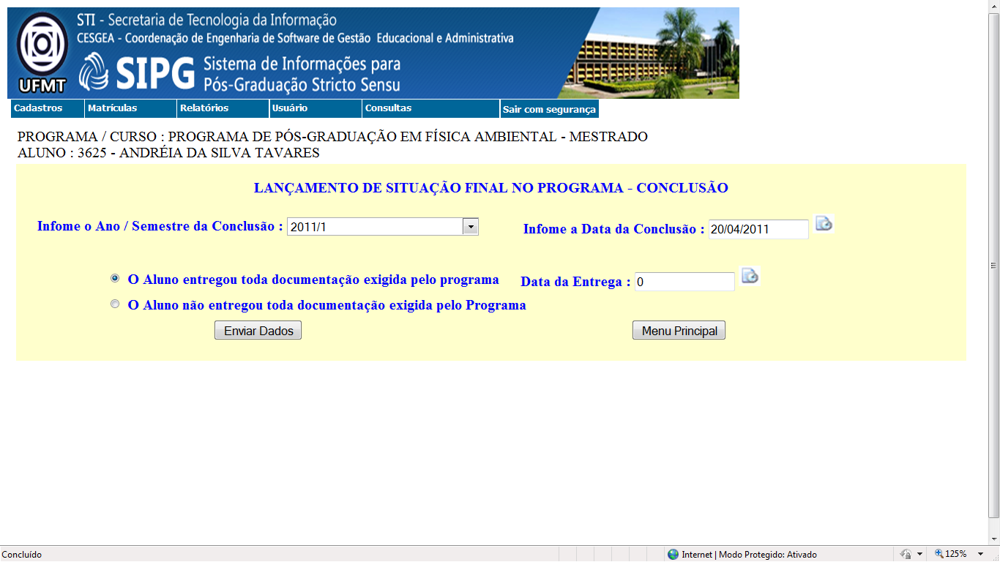 STI - Secretaria de Tecnologia da Informação
CESGEA - Coordenação de Engenharia de Software de Gestão Educacional e Administrativa
UFMT
SIPG
Sistema de Informações para
Pós-Graduação Stricto Sensu
Cadastros Matrículas Relatórios Usuário Consultas Sair com segurança
PROGRAMA / CURSO : PROGRAMA DE PÓS-GRADUAÇÃO EM FÍSICA AMBIENTAL - MESTRADO
ALUNO : 3625 - ANDRÉIA DA SILVA TAVARES
LANÇAMENTO DE SITUAÇÃO FINAL NO PROGRAMA - CONCLUSÃO
Infome o Ano / Semestre da Conclusão : 2011/1 Infome a Data da Conclusão : 20/04/2011
O Aluno entregou toda documentação exigida pelo programa Data da Entrega : 0
O Aluno não entregou toda documentação exigida pelo Programa
Enviar Dados Menu Principal
Concluído Internet | Modo Protegido: Ativado 125%